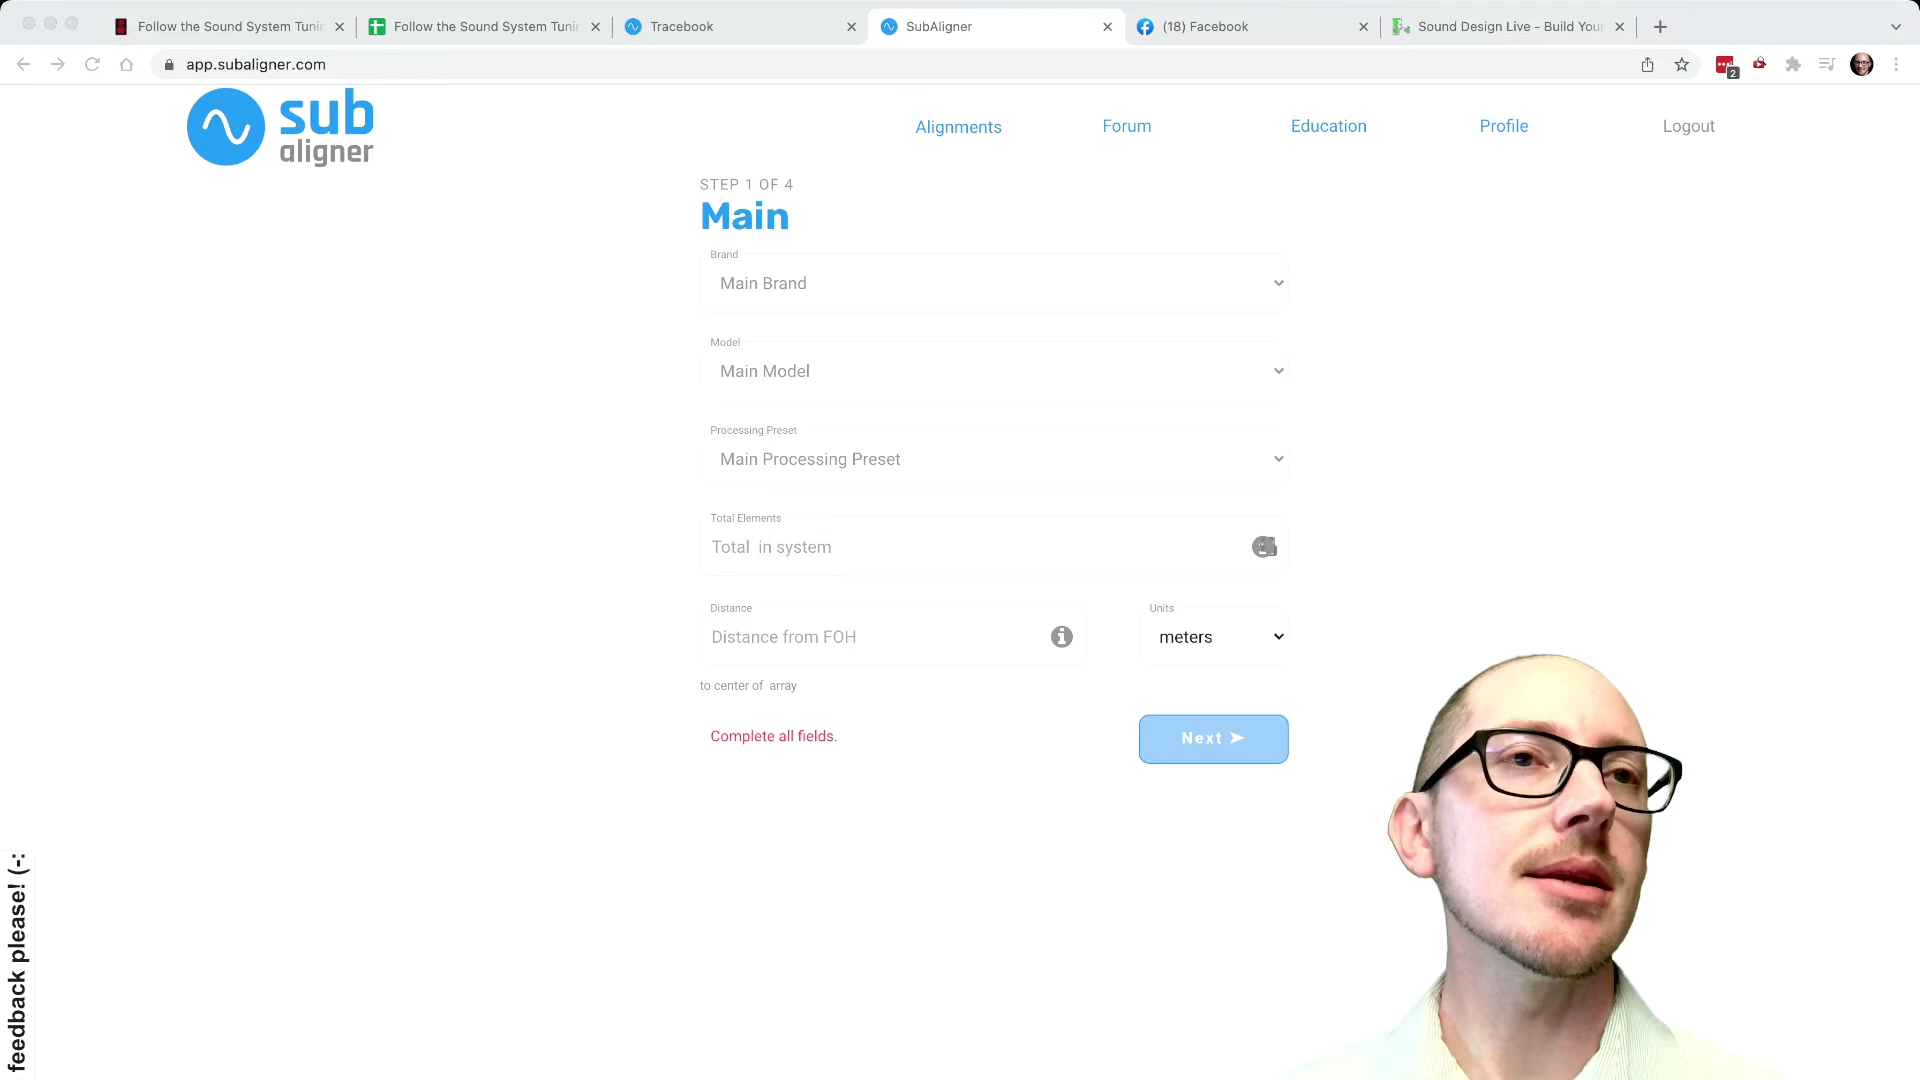 Follow the Sound System Tunin
Follow the Sound System Tunin
Tracebook
SubAligner
(18) Facebook
Sound Design Live - Build Your
app.subaligner.com
2
sub
aligner
Alignments
Forum
Education
Profile
Logout
STEP 1 OF 4
Main
Brand
Main Brand
Model
Main Model
Processing Preset
Main Processing Preset
Total Elements
Total in system
Distance
Units
Distance from FOH
meters
to center of array
Complete all fields.
Next
feedback please! (-: